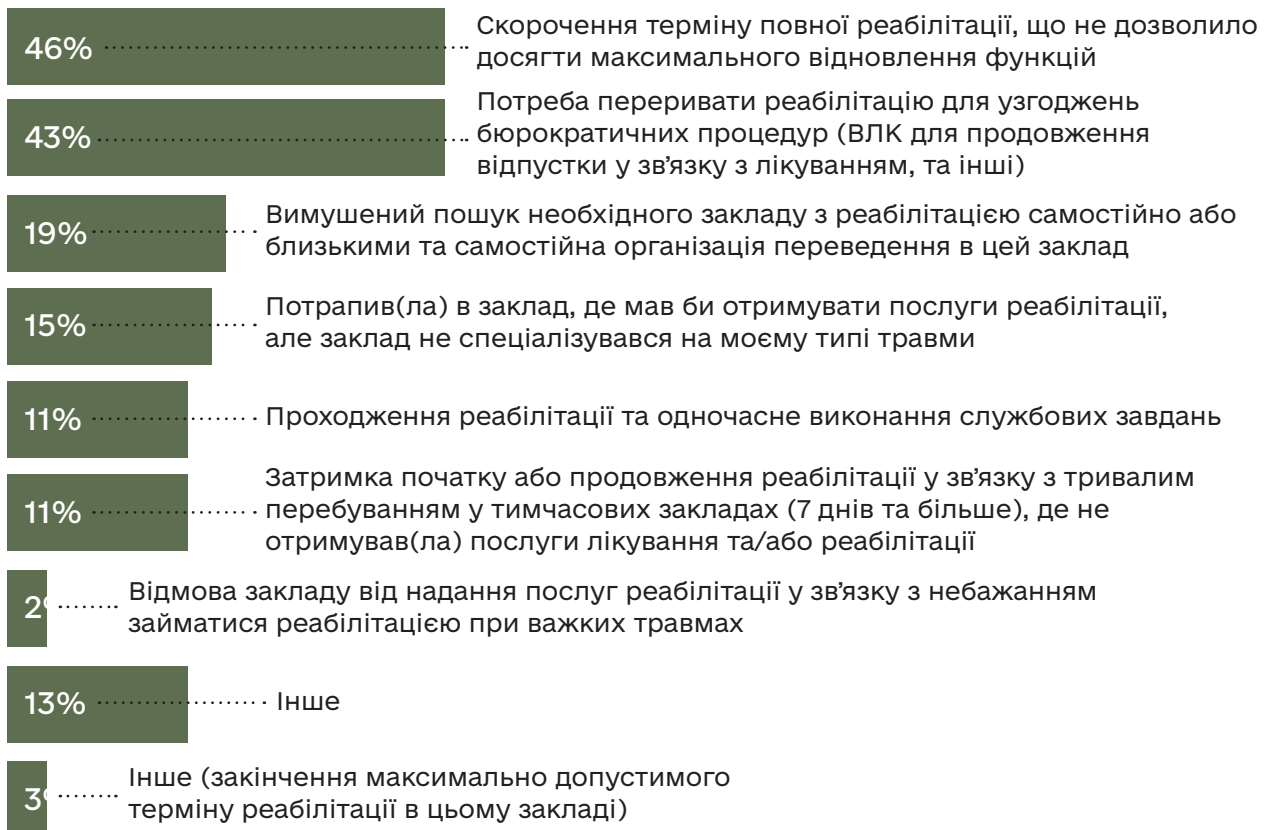 46%
Скорочення терміну повної реабілітації, що не дозволило
досягти максимального відновлення функцій
43%
Потреба переривати реабілітацію для узгоджень
бюрократичних процедур (ВЛК для продовження
відпустки у зв'язку з лікуванням, та інші)
19%
Вимушений пошук необхідного закладу з реабілітацією самостійно або
близькими та самостійна організація переведення в цей заклад
15%
Потрапив(ла) в заклад, де мав би отримувати послуги реабілітації,
але заклад не спеціалізувався на моєму типі травми
11%
Проходження реабілітації та одночасне виконання службових завдань
11%
Затримка початку або продовження реабілітації у зв'язку з тривалим
перебуванням у тимчасових закладах (7 днів та більше), де не
отримував(ла) послуги лікування та/або реабілітації
2%
Відмова закладу від надання послуг реабілітації у зв'язку з небажанням
займатися реабілітацією при важких травмах
13%
Інше
3%
Інше (закінчення максимально допустимого
терміну реабілітації в цьому закладі)